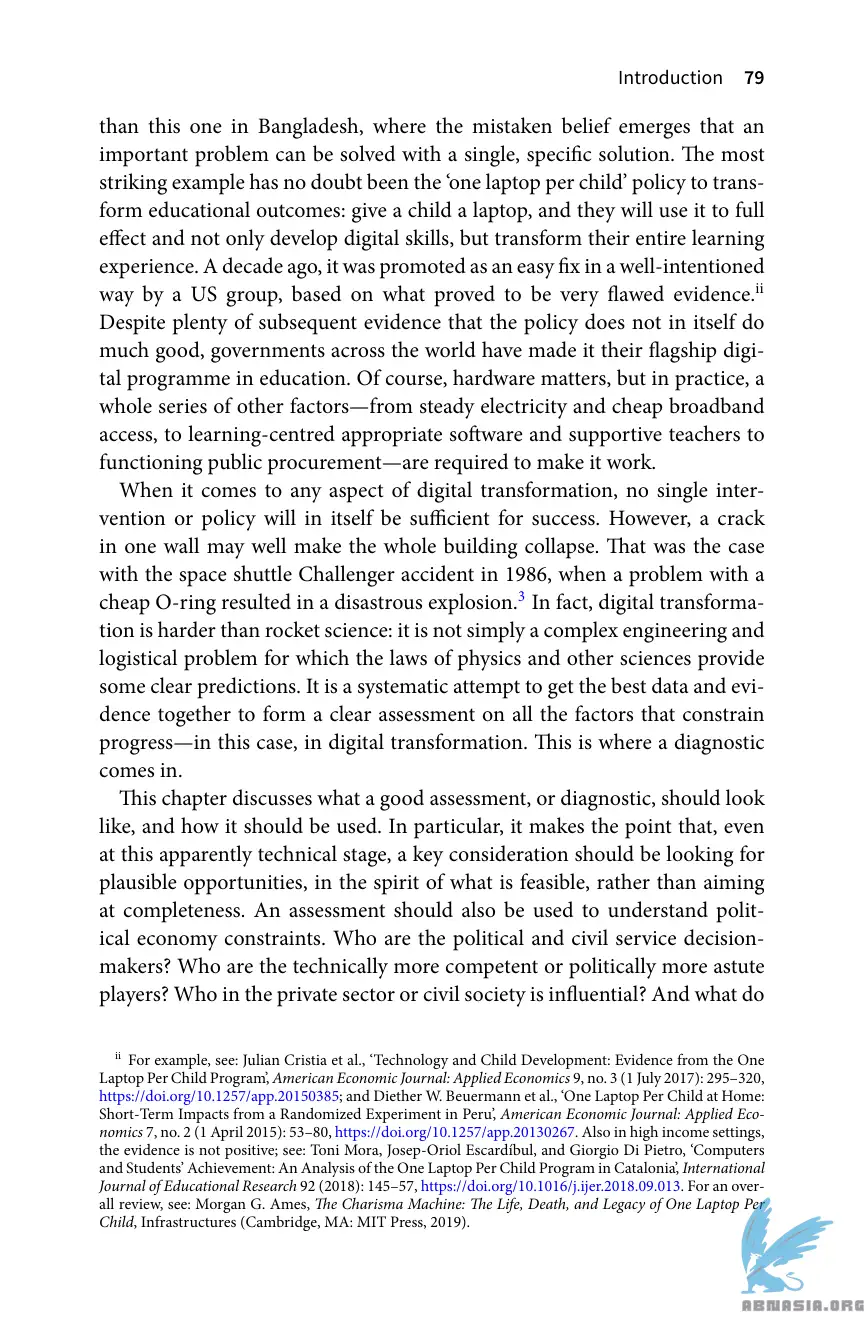 Introduction 79
than this one in Bangladesh, where the mistaken belief emerges that an
important problem can be solved with a single, specific solution. The most
striking example has no doubt been the ‘one laptop per child’ policy to trans-
form educational outcomes: give a child a laptop, and they will use it to full
effect and not only develop digital skills, but transform their entire learning
experience. A decade ago, it was promoted as an easy fix in a well-intentioned
way by a US group, based on what proved to be very flawed evidence.ii
Despite plenty of subsequent evidence that the policy does not in itself do
much good, governments across the world have made it their flagship digi-
tal programme in education. Of course, hardware matters, but in practice, a
whole series of other factors—from steady electricity and cheap broadband
access, to learning-centred appropriate software and supportive teachers to
functioning public procurement—are required to make it work.
When it comes to any aspect of digital transformation, no single inter-
vention or policy will in itself be sufficient for success. However, a crack
in one wall may well make the whole building collapse. That was the case
with the space shuttle Challenger accident in 1986, when a problem with a
cheap O-ring resulted in a disastrous explosion.3 In fact, digital transforma-
tion is harder than rocket science: it is not simply a complex engineering and
logistical problem for which the laws of physics and other sciences provide
some clear predictions. It is a systematic attempt to get the best data and evi-
dence together to form a clear assessment on all the factors that constrain
progress—in this case, in digital transformation. This is where a diagnostic
comes in.
This chapter discusses what a good assessment, or diagnostic, should look
like, and how it should be used. In particular, it makes the point that, even
at this apparently technical stage, a key consideration should be looking for
plausible opportunities, in the spirit of what is feasible, rather than aiming
at completeness. An assessment should also be used to understand polit-
ical economy constraints. Who are the political and civil service decision-
makers? Who are the technically more competent or politically more astute
players? Who in the private sector or civil society is influential? And what do
ii For example, see: Julian Cristia et al., ‘Technology and Child Development: Evidence from the One
Laptop Per Child Program’, American Economic Journal: Applied Economics 9, no. 3 (1 July 2017): 295–320,
https://doi.org/10.1257/app.20150385; and Diether W. Beuermann et al., ‘One Laptop Per Child at Home:
Short-Term Impacts from a Randomized Experiment in Peru’, American Economic Journal: Applied Eco-
nomics 7, no. 2 (1 April 2015): 53–80, https://doi.org/10.1257/app.20130267. Also in high income settings,
the evidence is not positive; see: Toni Mora, Josep-Oriol Escardíbul, and Giorgio Di Pietro, ‘Computers
and Students’ Achievement: An Analysis of the One Laptop Per Child Program in Catalonia’, International
Journal of Educational Research 92 (2018): 145–57, https://doi.org/10.1016/j.ijer.2018.09.013. For an over-
all review, see: Morgan G. Ames, The Charisma Machine: The Life, Death, and Legacy of One Laptop Per
Child, Infrastructures (Cambridge, MA: MIT Press, 2019).
ABNASIA.ORG